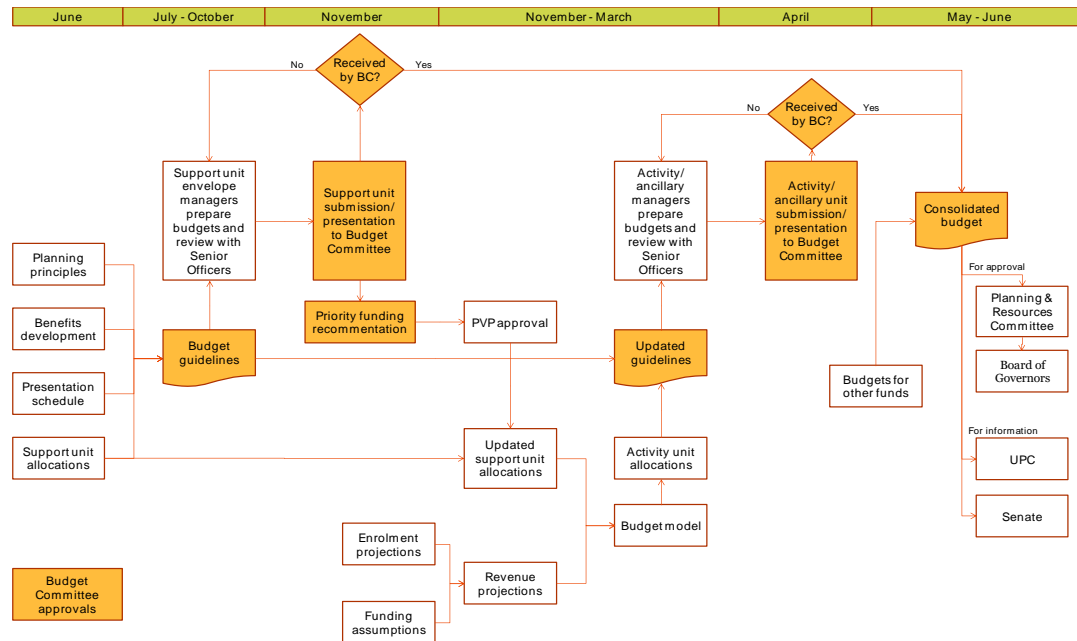 June
July - October
November
November - March
April
May - June
No
Received
by BC?
Yes
No
Received
by BC?
Yes
Support unit
envelope
managers
prepare
budgets and
review with
Senior
Officers
Support unit
submission/
presentation
to Budget
Committee
Activity/
ancillary
managers
prepare
budgets and
review with
Senior
Officers
Activity/
ancillary unit
submission/
presentation
to Budget
Committee
Consolidated
budget
Planning
principles
Benefits
development
Presentation
schedule
Support unit
allocations
Budget
guidelines
Priority funding
recommentation
PVP approval
Updated
guidelines
Budgets for
other funds
For approval
Planning &
Resources
Committee
Board of
Governors
For information
UPC
Senate
Updated
support unit
allocations
Activity unit
allocations
Budget model
Enrolment
projections
Revenue
projections
Funding
assumptions
Budget
Committee
approvals